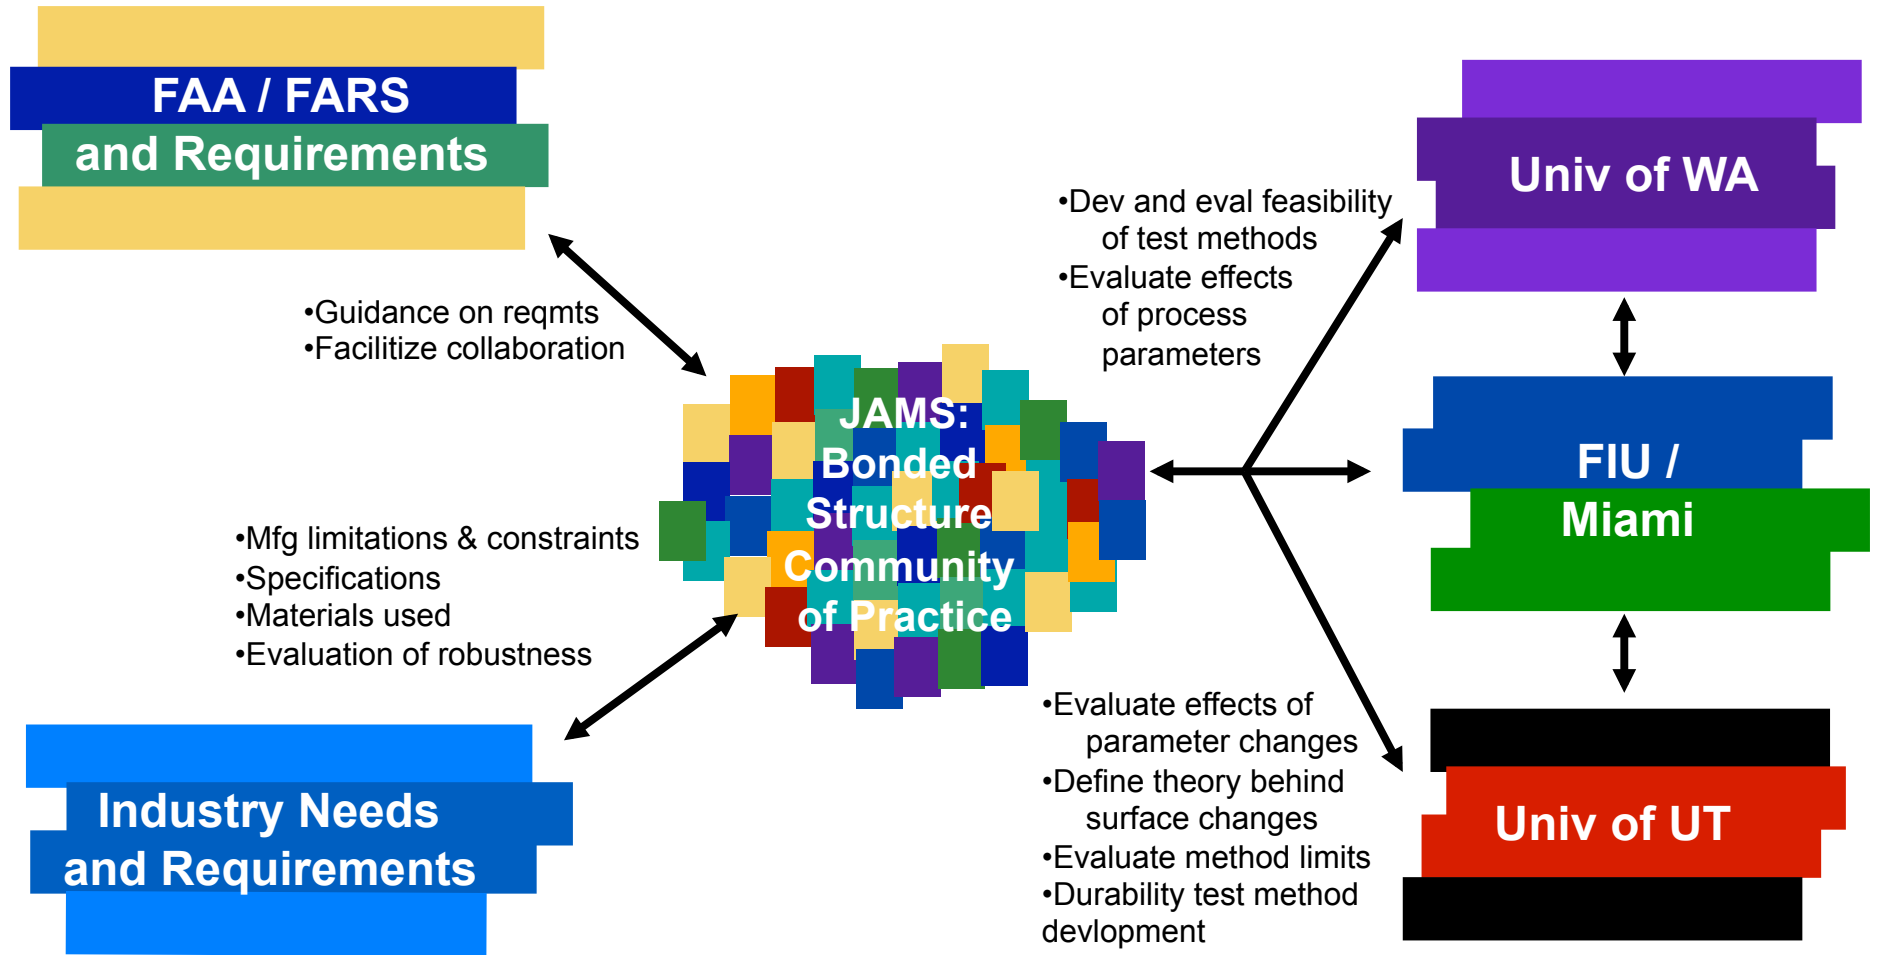 FAA / FARS
and Requirements
•Guidance on reqmts
•Facilitize collaboration
•Mfg limitations & constraints
•Specifications
•Materials used
•Evaluation of robustness
Industry Needs
and Requirements
JAMS:
Bonded
Structure
Community
of Practice
•Dev and eval feasibility
of test methods
•Evaluate effects
of process
parameters
•Evaluate effects of
parameter changes
•Define theory behind
surface changes
•Evaluate method limits
•Durability test method
devlopment
Univ of WA
FIU /
Miami
Univ of UT